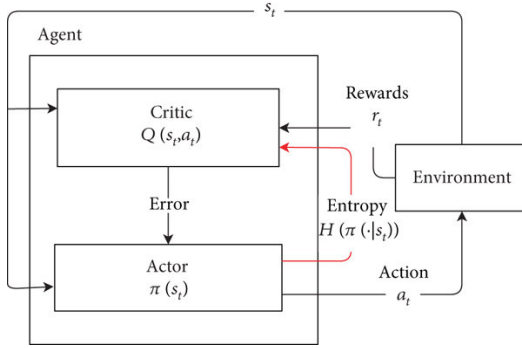 s_t
Agent
Critic
Q (s_t,a_t)
Rewards
r_t
Environment
Error
Entropy
H (π (·|s_t))
Actor
π (s_t)
Action
a_t